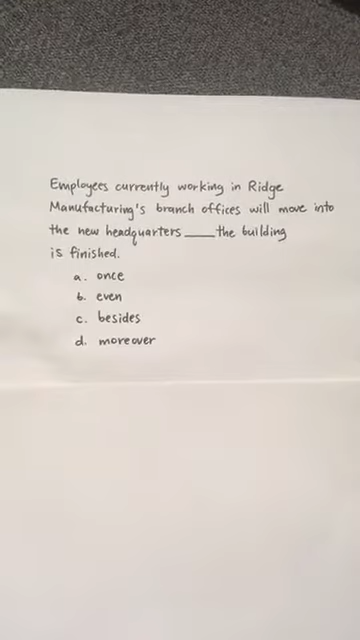 Employees currently working in Ridge
Manufacturing's branch offices will move into
the new headquarters ____ the building
is finished.
a. once
b. even
c. besides
d. moreover